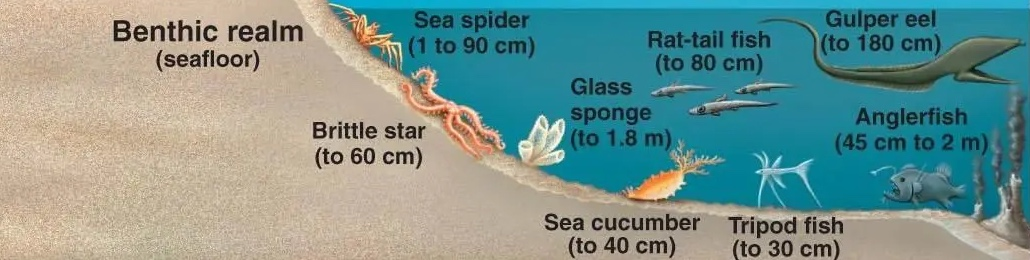 Benthic realm
(seafloor)
Sea spider
(1 to 90 cm)
Brittle star
(to 60 cm)
Glass
sponge
(to 1.8 m)
Rat-tail fish
(to 80 cm)
Gulper eel
(to 180 cm)
Anglerfish
(45 cm to 2 m)
Sea cucumber
(to 40 cm)
Tripod fish
(to 30 cm)